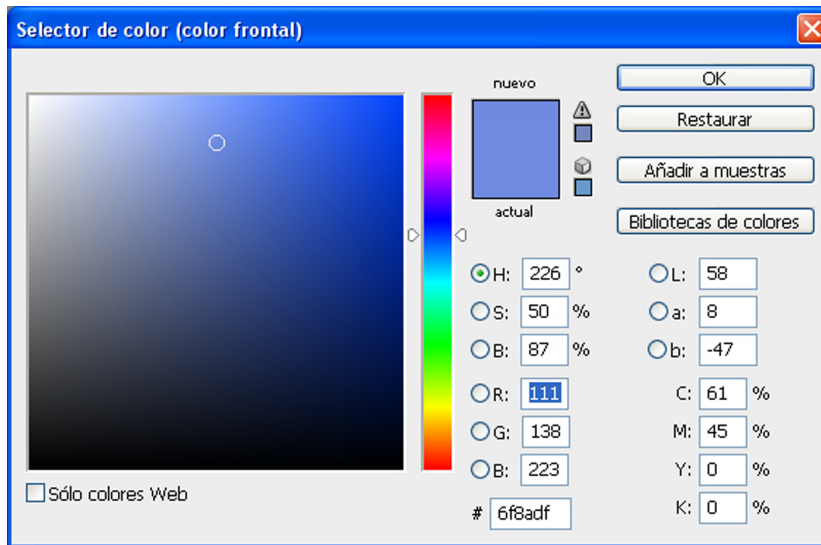 Selector de color (color frontal)
nuevo
actual
OK
Restaurar
Añadir a muestras
Bibliotecas de colores
H: 226 °
S: 50 %
B: 87 %
R: 111
G: 138
B: 223
# 6f8adf
L: 58
a: 8
b: -47
C: 61 %
M: 45 %
Y: 0 %
K: 0 %
Sólo colores Web